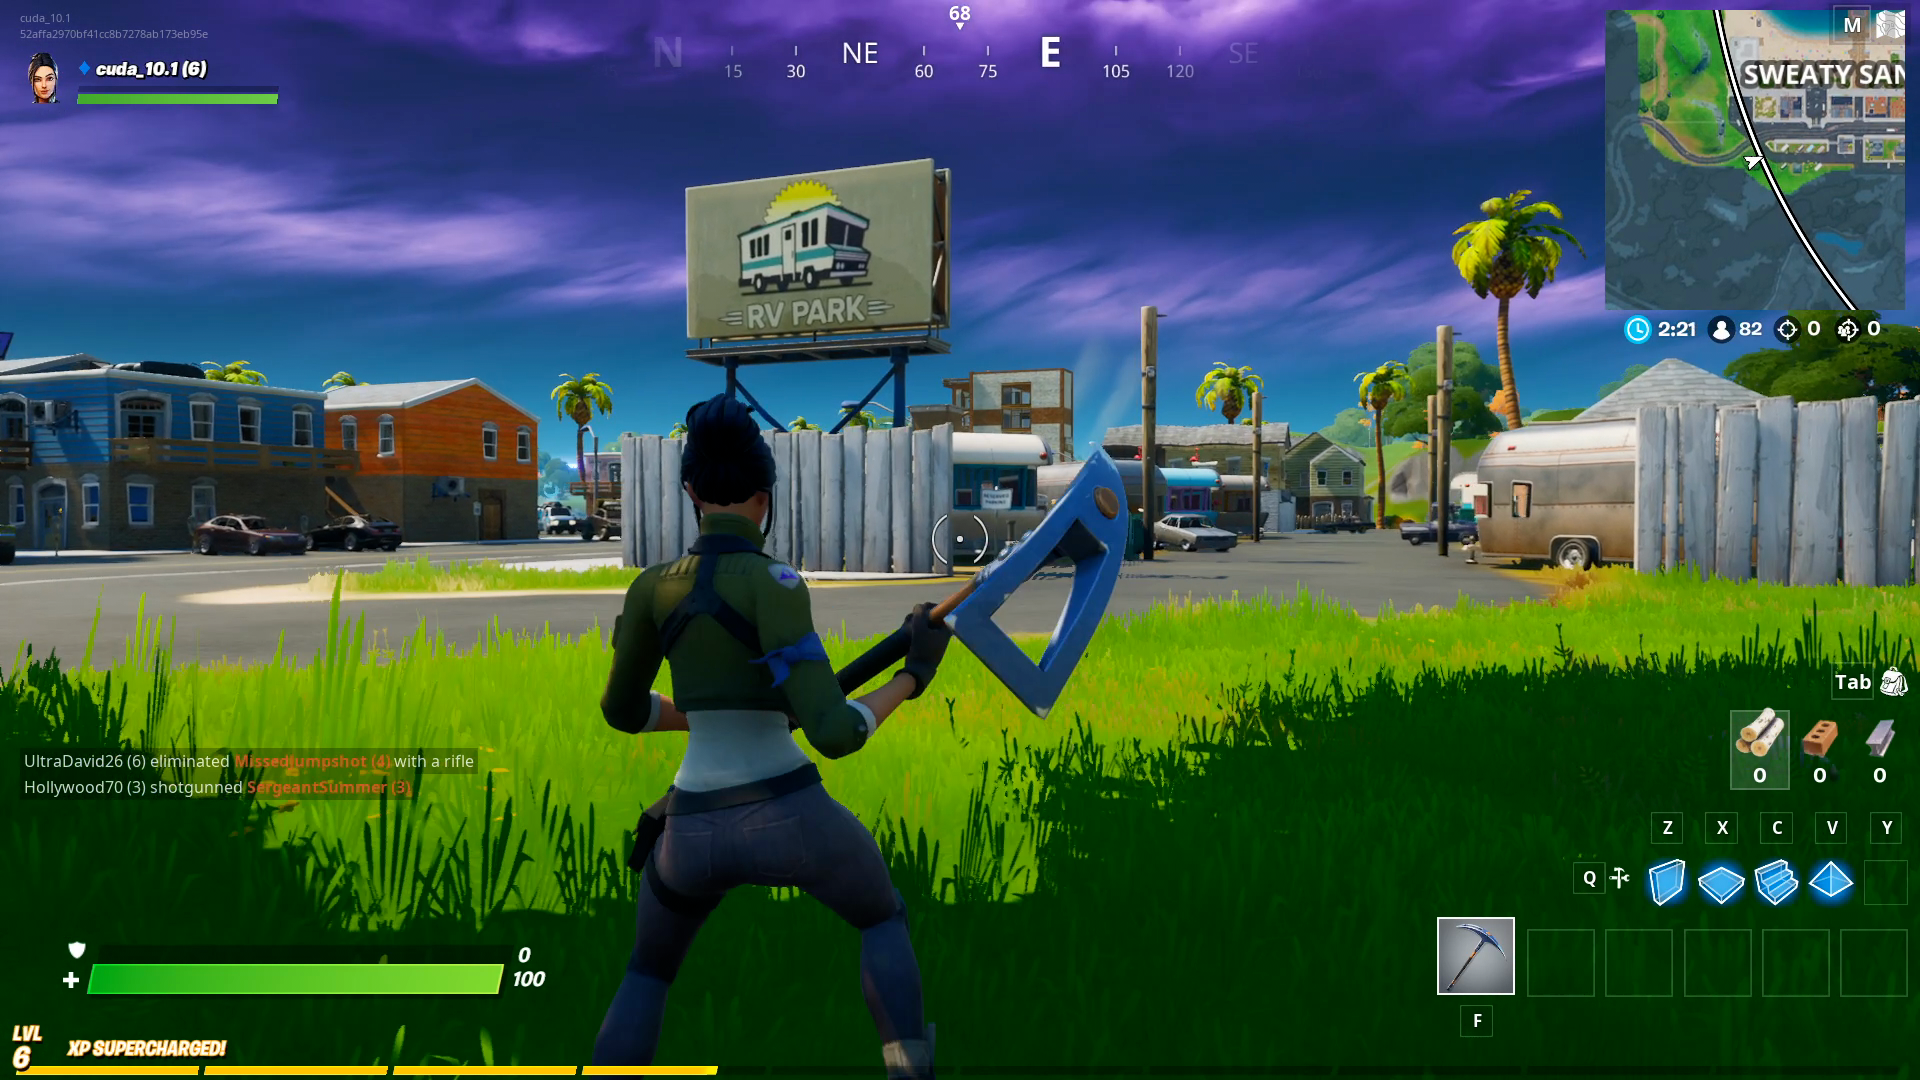 cuda_10.1
52affa2970bf41cc8b7278ab173eb95e
cuda_10.1 (6)
68
N 15 30 NE 60 75 E 105 120 SE
M
SWEATY SAN
2:21 82 0 0
RV PARK
UltraDavid26 (6) eliminated MissedJumpshot (4) with a rifle
Hollywood70 (3) shotgunned SergeantSummer (3)
Tab
0 0 0
Z X C V Y
Q
0
100
F
LVL
6
XP SUPERCHARGED!